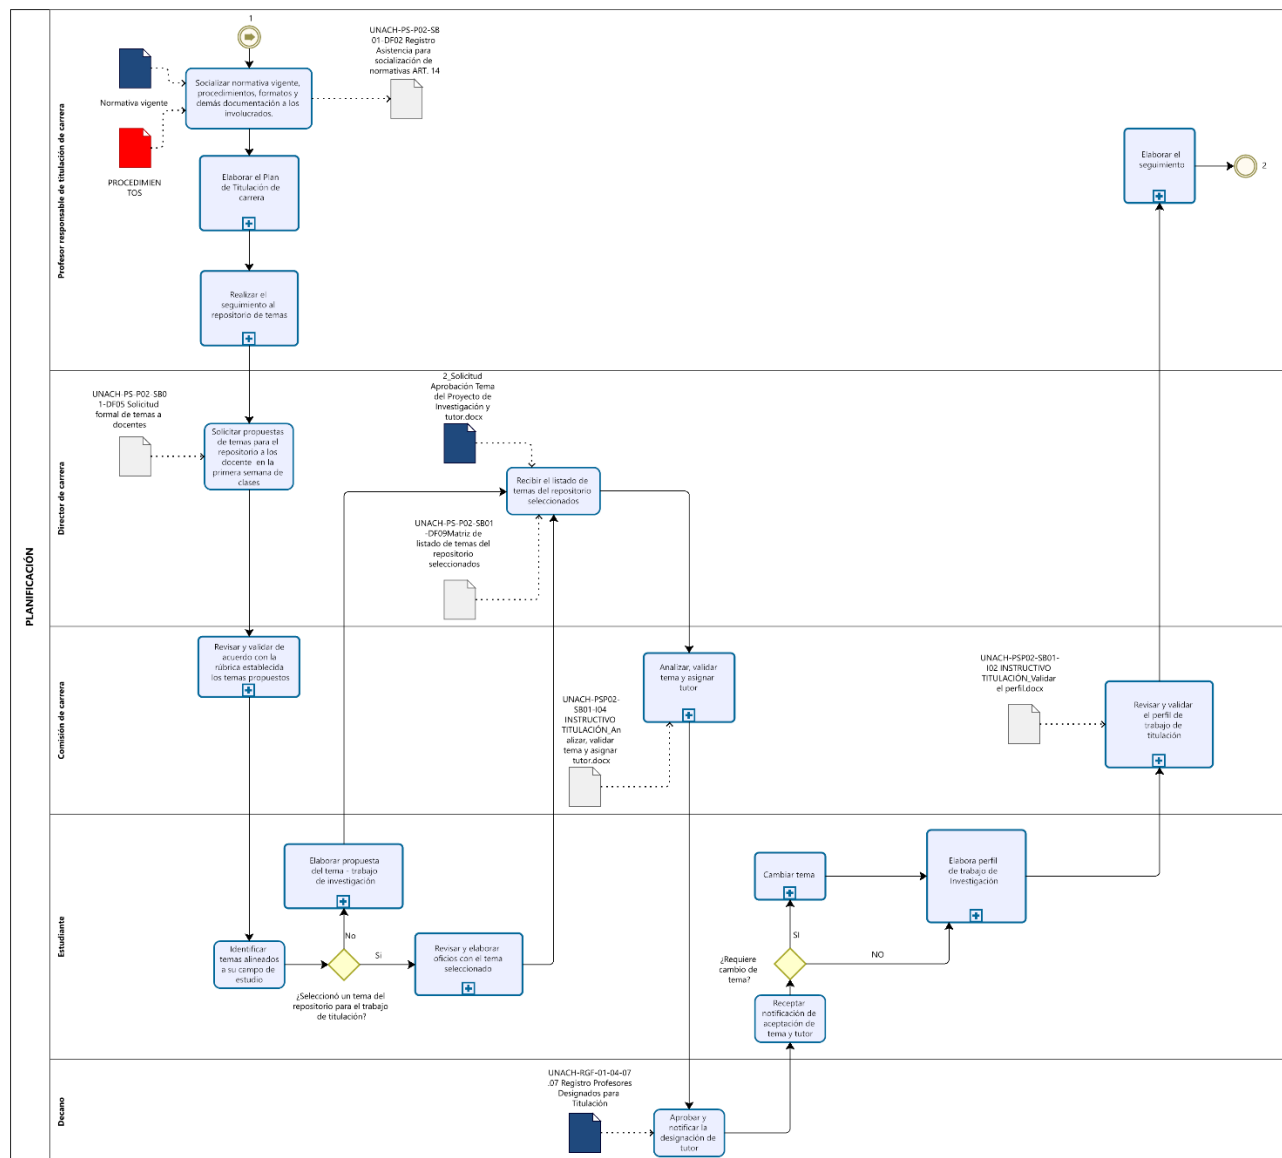 PLANIFICACIÓN
Profesor responsable de titulación de carrera
1
UNACH-PS-P02-SB
01-DF02 Registro
Asistencia para
socialización de
normativas ART. 14
Normativa vigente
Socializar normativa vigente,
procedimientos, formatos y
demás documentación a los
involucrados.
PROCEDIMIEN
TOS
Elaborar el Plan
de Titulación de
carrera
Realizar el
seguimiento al
repositorio de temas
Elaborar el
seguimiento
2
Director de carrera
UNACH-PS-P02-SB0
1-DF05 Solicitud
formal de temas a
docentes
Solicitar propuestas
de temas para el
repositorio a los
docente en la
primera semana de
clases
2_Solicitud
Aprobación Tema
del Proyecto de
Investigación y
tutor.docx
Recibir el listado de
temas del repositorio
seleccionados
UNACH-PS-P02-SB01
-DF09Matriz de
listado de temas del
repositorio
seleccionados
Comisión de carrera
Revisar y validar de
acuerdo con la
rúbrica establecida
los temas propuestos
Analizar, validar
tema y asignar
tutor
UNACH-PSP02-
SB01-I04
INSTRUCTIVO
TITULACIÓN_An
alizar, validar
tema y asignar
tutor.docx
UNACH-PSP02-SB01-
I02 INSTRUCTIVO
TITULACIÓN_Validar
el perfil.docx
Revisar y validar
el perfil de
trabajo de
titulación
Estudiante
Elaborar propuesta
del tema - trabajo
de investigación
No
Identificar
temas alineados
a su campo de
estudio
Si
Revisar y elaborar
oficios con el tema
seleccionado
¿Seleccionó un tema del
repositorio para el trabajo
de titulación?
Cambiar tema
Elabora perfil
de trabajo de
Investigación
SI
NO
¿Requiere
cambio de
tema?
Receptar
notificación de
aceptación de
tema y tutor
Decano
UNACH-RGF-01-04-07
.07 Registro Profesores
Designados para
Titulación
Aprobar y
notificar la
designación de
tutor